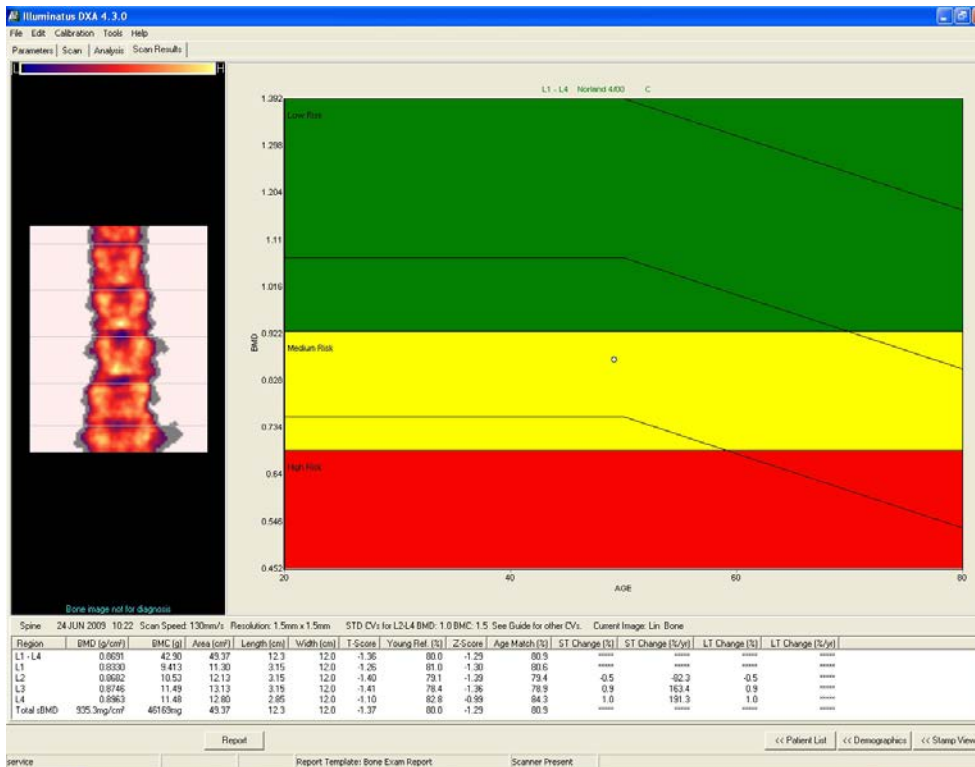 Illuminatus DXA 4.3.0
File Edit Calibration Tools Help
Parameters Scan Analysis Scan Results
L H
L1 - L4 Norland 4/00 C
1.392
Low Risk
1.298
1.204
1.11
1.016
0.922
BMD
Medium Risk
0.828
0.734
0.64
High Risk
0.546
0.452
20 40 60 80
AGE
Bone image not for diagnosis
Spine 24 JUN 2009 10:22 Scan Speed: 130mm/s Resolution: 1.5mm x 1.5mm STD CVs for L2-L4 BMD: 1.0 BMC: 1.5 See Guide for other CVs. Current Image: Lin Bone
Region BMD (g/cm²) BMC (g) Area (cm²) Length (cm) Width (cm) T-Score Young Ref. (%) Z-Score Age Match (%) ST Change (%) ST Change (%/yr) LT Change (%) LT Change (%/yr)
L1 - L4 0.8691 42.90 49.37 12.3 12.0 -1.36 80.0 -1.29 80.9 ***** ***** ***** *****
L1 0.8330 9.413 11.30 3.15 12.0 -1.26 81.0 -1.30 80.6 ***** ***** ***** *****
L2 0.8682 10.53 12.13 3.15 12.0 -1.40 79.1 -1.39 79.4 -0.5 -82.3 -0.5 *****
L3 0.8746 11.49 13.13 3.15 12.0 -1.41 78.4 -1.36 78.9 0.9 163.4 0.9 *****
L4 0.8963 11.48 12.80 2.85 12.0 -1.10 82.8 -0.99 84.3 1.0 191.3 1.0 *****
Total sBMD 935.3mg/cm² 46169mg 49.37 12.3 12.0 -1.37 80.0 -1.29 80.9 ***** ***** ***** *****
Report << Patient List << Demographics << Stamp View
service Report Template: Bone Exam Report Scanner Present